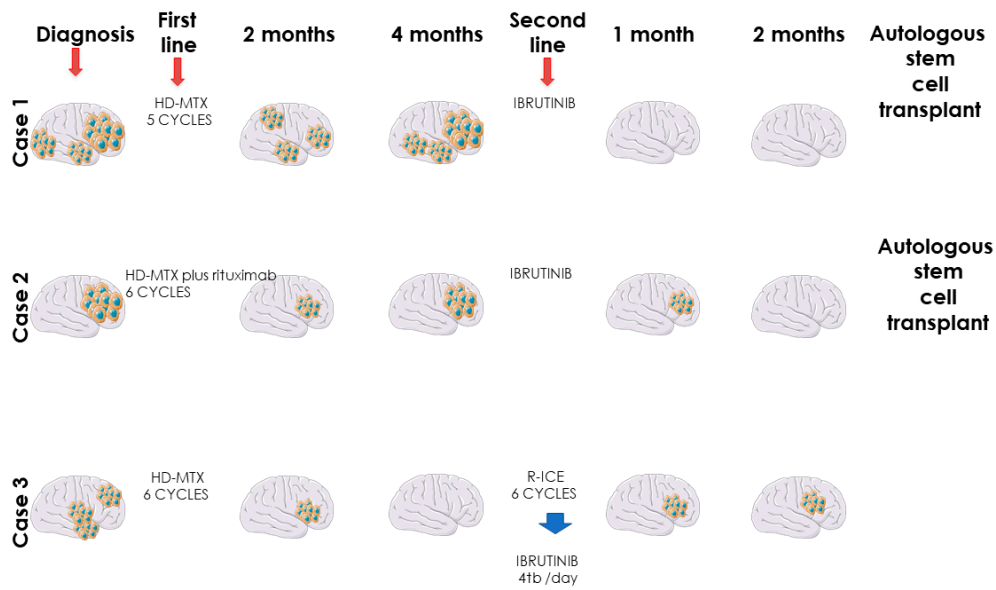 Diagnosis
First
line
2 months
4 months
Second
line
1 month
2 months
Autologous
stem
cell
transplant
Case 1
HD-MTX
5 CYCLES
IBRUTINIB
Case 2
HD-MTX plus rituximab
6 CYCLES
IBRUTINIB
Autologous
stem
cell
transplant
Case 3
HD-MTX
6 CYCLES
R-ICE
6 CYCLES
IBRUTINIB
4tb /day